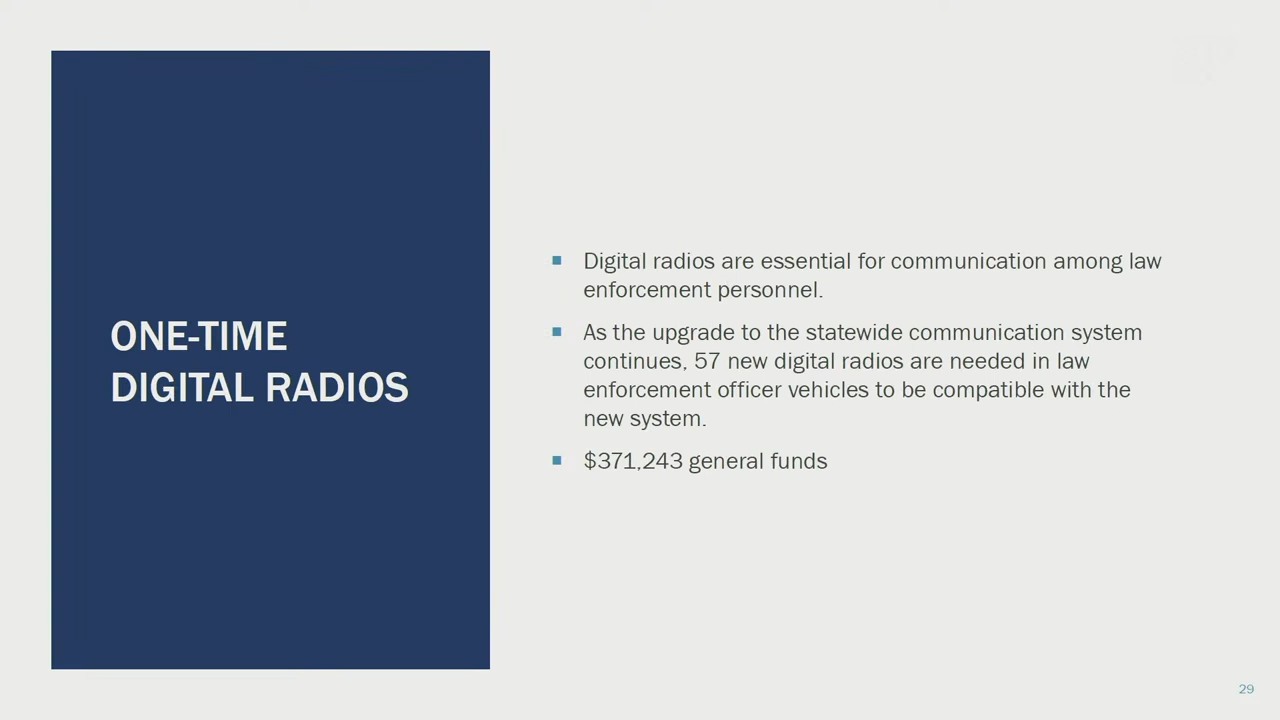 ONE-TIME
DIGITAL RADIOS
■ Digital radios are essential for communication among law
enforcement personnel.
■ As the upgrade to the statewide communication system
continues, 57 new digital radios are needed in law
enforcement officer vehicles to be compatible with the
new system.
■ $371,243 general funds
29